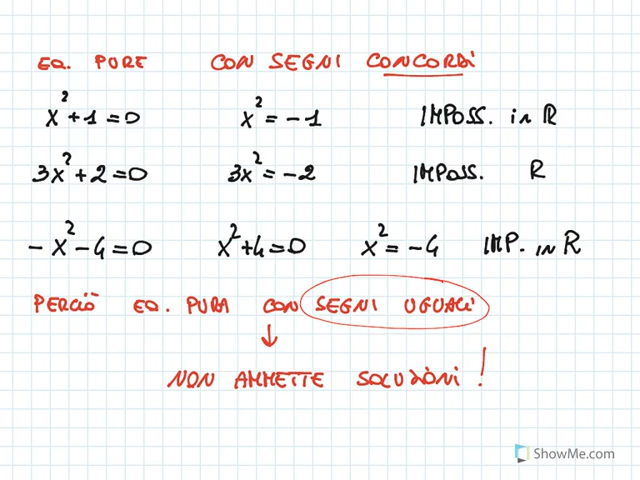 EQ. PURE CON SEGNI CONCORDI
x²+1=0 x²=-1 IMPOSS. in R
3x²+2=0 3x²=-2 IMPOSS. R
-x²-4=0 x²+4=0 x²=-4 IMP. IN R
PERCIÒ EQ. PURA CON SEGNI UGUALI
↓
NON AMMETTE SOLUZIONI!
ShowMe.com